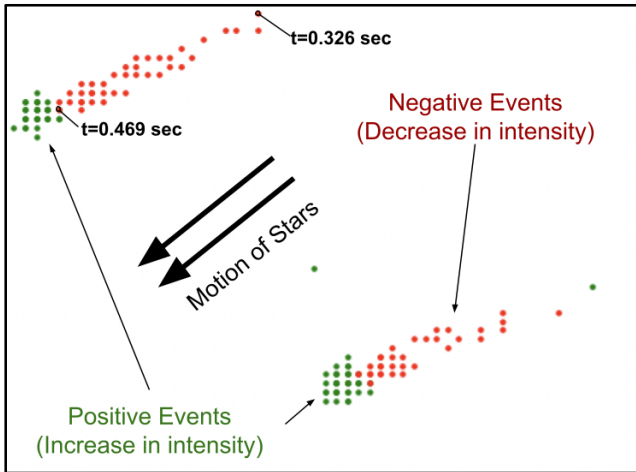 t=0.326 sec
t=0.469 sec
Negative Events
(Decrease in intensity)
Motion of Stars
Positive Events
(Increase in intensity)